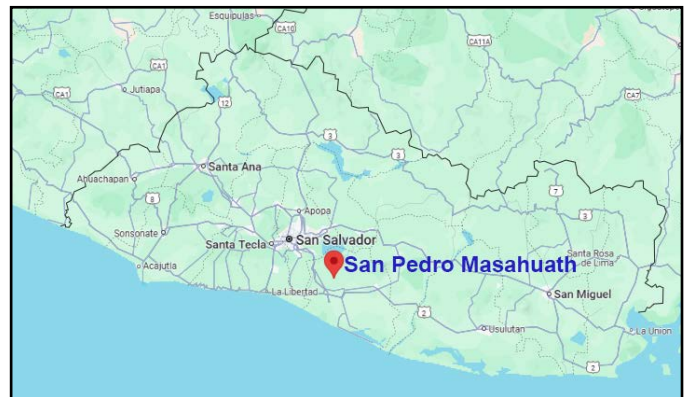 Esquipulas
CA10
CA11A
CA1
CA1
Jutiapa
12
CA7
3
3
Santa Ana
Ahuachapan
7
8
Apopa
3
Sonsonate
Santa Tecla
San Salvador
Santa Rosa
de Lima
San Pedro Masahuath
Acajutla
La Libertad
San Miguel
2
Usulutan
La Union
2